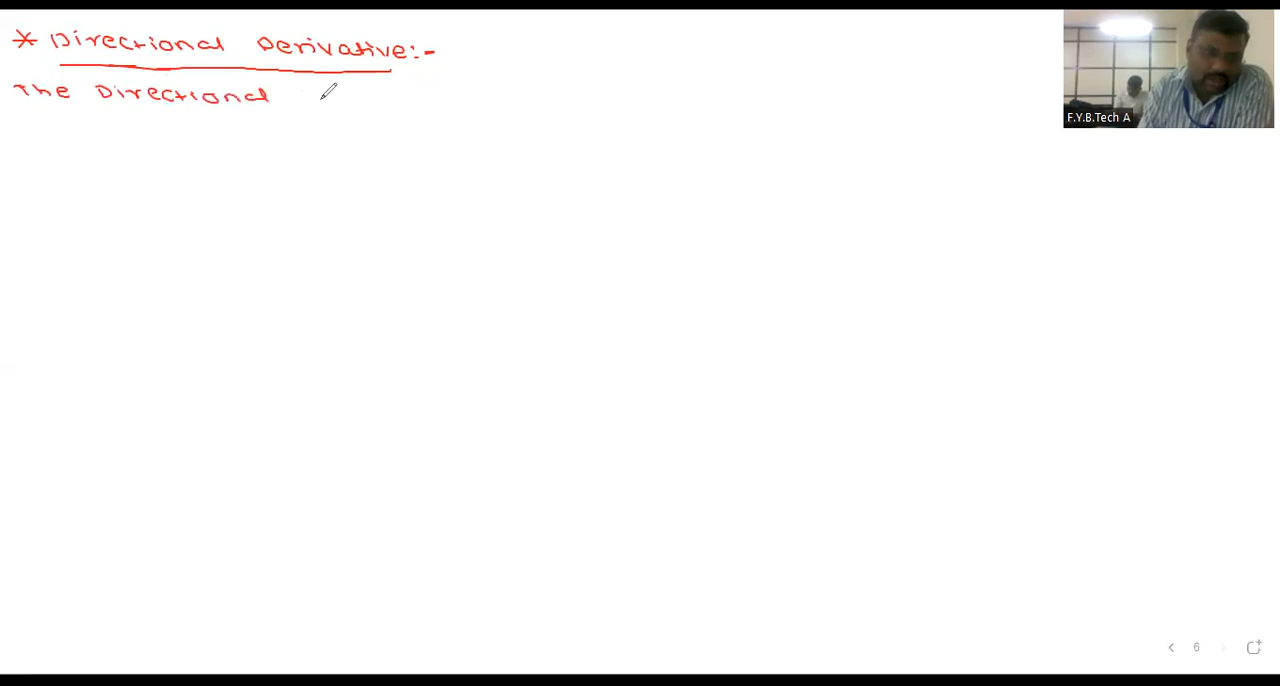 * Directional Derivative:-
The Directional
F.Y.B.Tech A
6